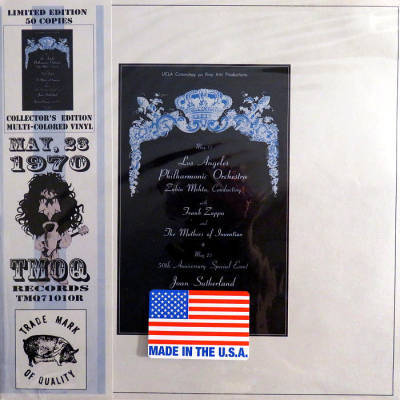 LIMITED EDITION
50 COPIES
COLLECTOR'S EDITION
MULTI-COLORED VINYL
MAY, 23
1970
TMOQ
RECORDS
TMQ71010R
TRADE MARK
OF QUALITY
UCLA Committee on Fine Arts Productions
Los Angeles
Philharmonic Orchestra
Zubin Mehta, Conducting
with
Frank Zappa
and
The Mothers of Invention
May 23
50th Anniversary Special Event
Joan Sutherland
MADE IN THE U.S.A.